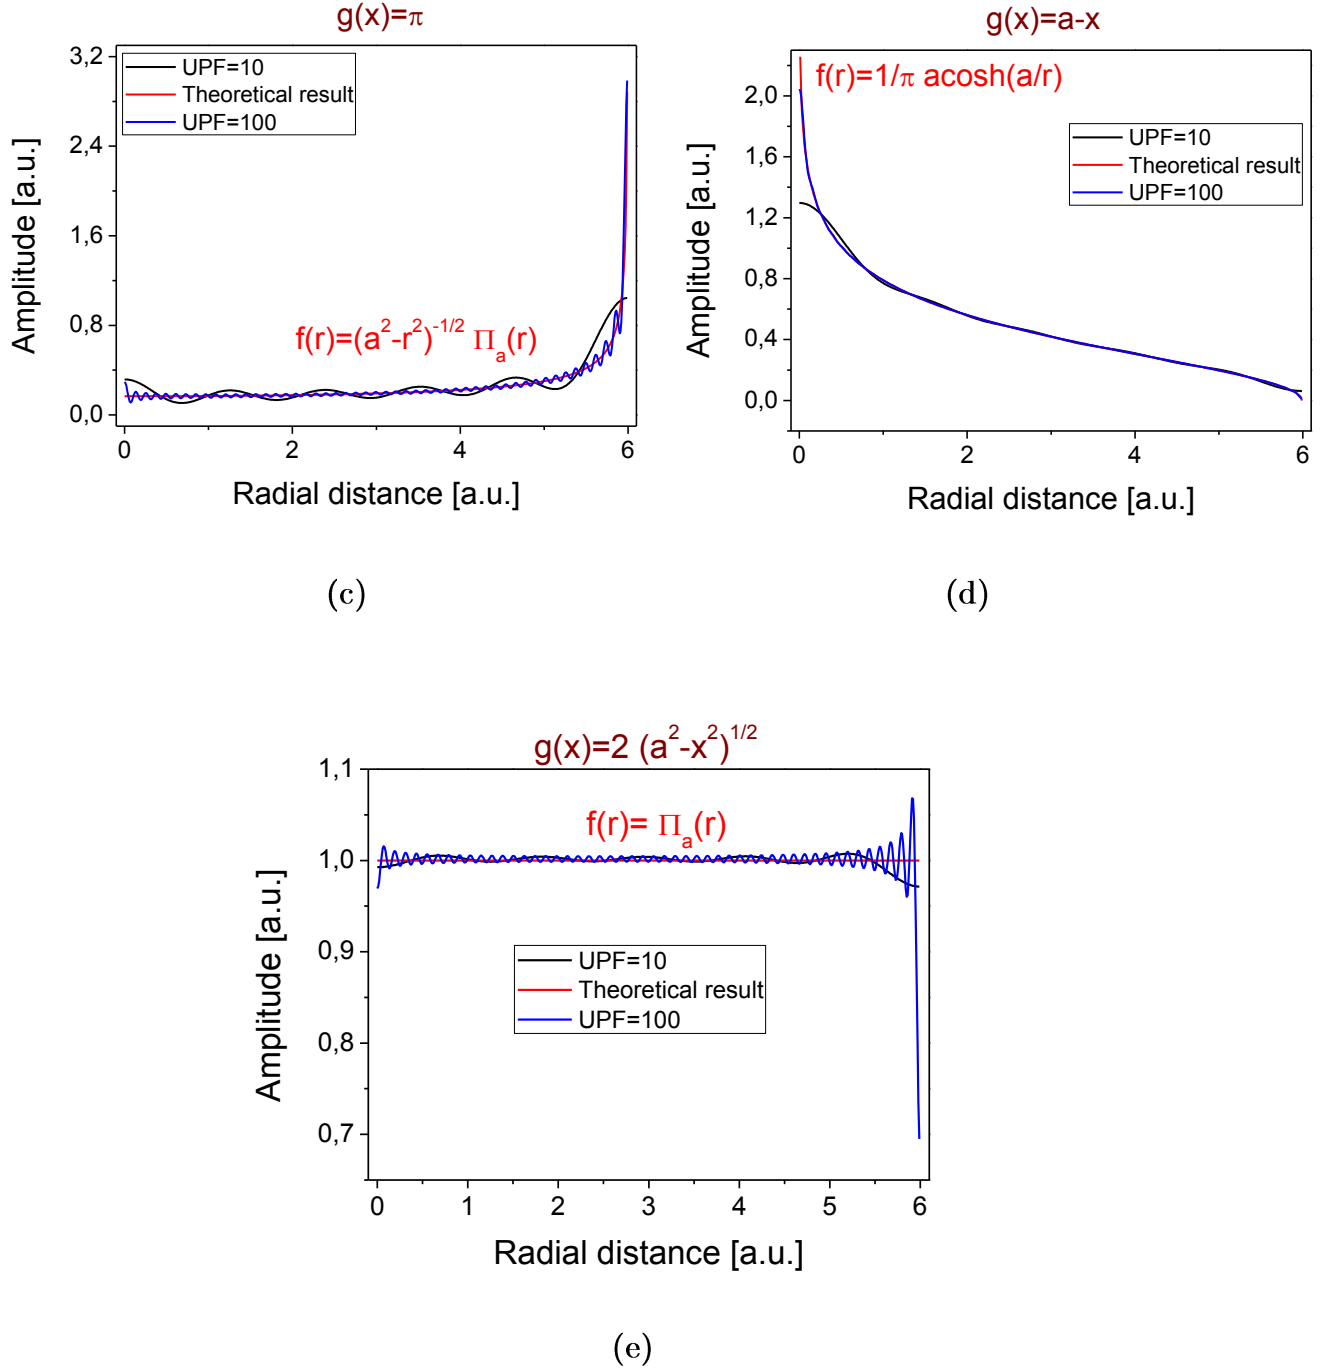 g(x)=π
3,2
2,4
1,6
0,8
0,0
UPF=10
Theoretical result
UPF=100
f(r)=(a²-r²)⁻¹/² Πₐ(r)
Amplitude [a.u.]
0 2 4 6
Radial distance [a.u.]
(c)
g(x)=a-x
2,0
1,6
1,2
0,8
0,4
0,0
f(r)=1/π acosh(a/r)
UPF=10
Theoretical result
UPF=100
Amplitude [a.u.]
0 2 4 6
Radial distance [a.u.]
(d)
g(x)=2 (a²-x²)¹/²
1,1
1,0
0,9
0,8
0,7
f(r)= Πₐ(r)
UPF=10
Theoretical result
UPF=100
Amplitude [a.u.]
0 1 2 3 4 5 6
Radial distance [a.u.]
(e)